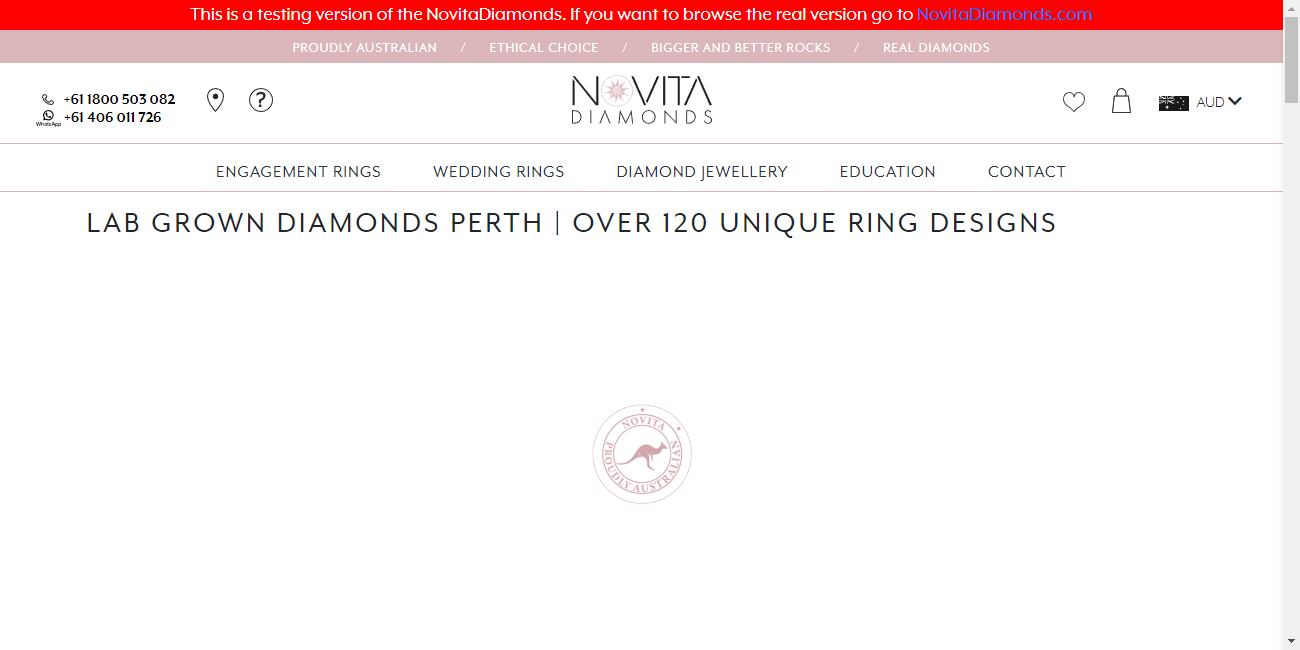 This is a testing version of the NovitaDiamonds. If you want to browse the real version go to NovitaDiamonds.com
PROUDLY AUSTRALIAN / ETHICAL CHOICE / BIGGER AND BETTER ROCKS / REAL DIAMONDS
+61 1800 503 082
WhatsApp +61 406 011 726
?
NOVITA
DIAMONDS
AUD
ENGAGEMENT RINGS WEDDING RINGS DIAMOND JEWELLERY EDUCATION CONTACT
LAB GROWN DIAMONDS PERTH | OVER 120 UNIQUE RING DESIGNS
NOVITA
PROUDLY AUSTRALIAN